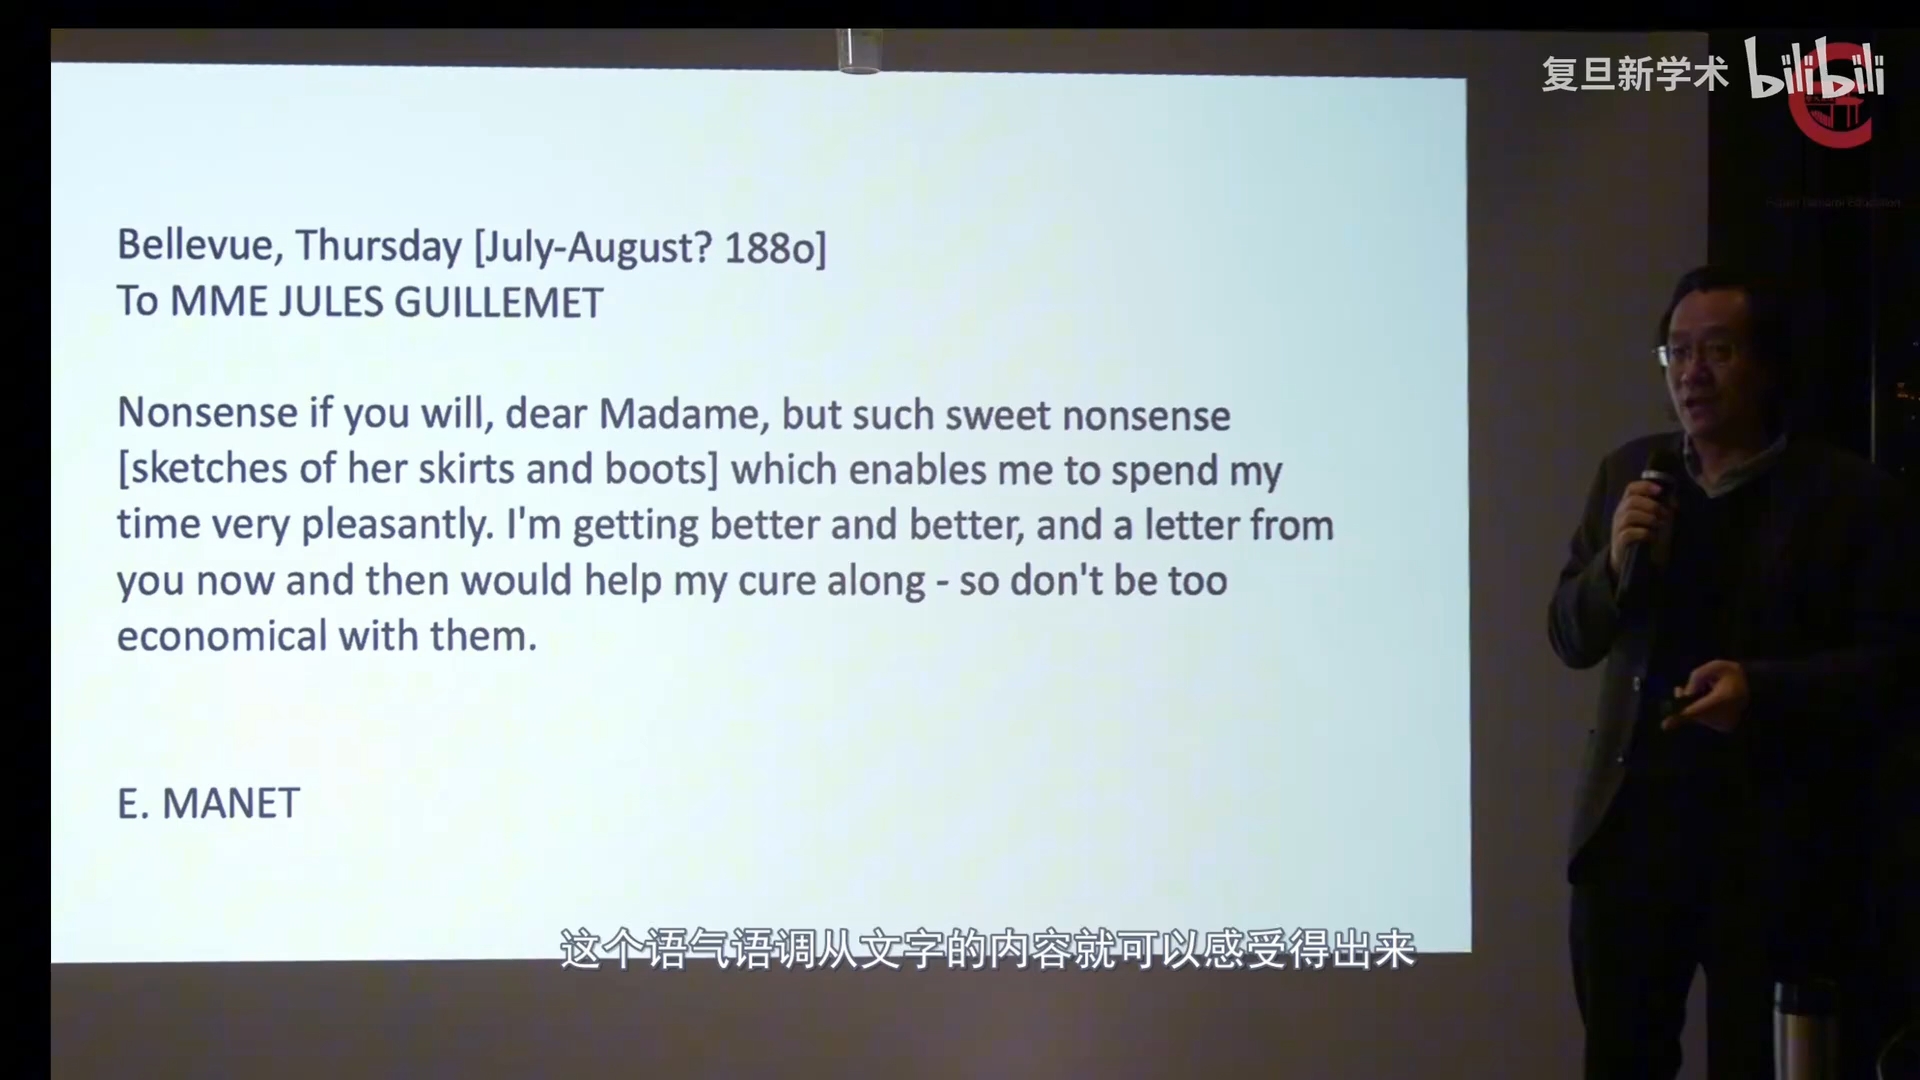 复旦新学术 bilibili
Fudan General Education
Bellevue, Thursday [July-August? 188o]
To MME JULES GUILLEMET
Nonsense if you will, dear Madame, but such sweet nonsense
[sketches of her skirts and boots] which enables me to spend my
time very pleasantly. I'm getting better and better, and a letter from
you now and then would help my cure along - so don't be too
economical with them.
E. MANET
这个语气语调从文字的内容就可以感受得出来